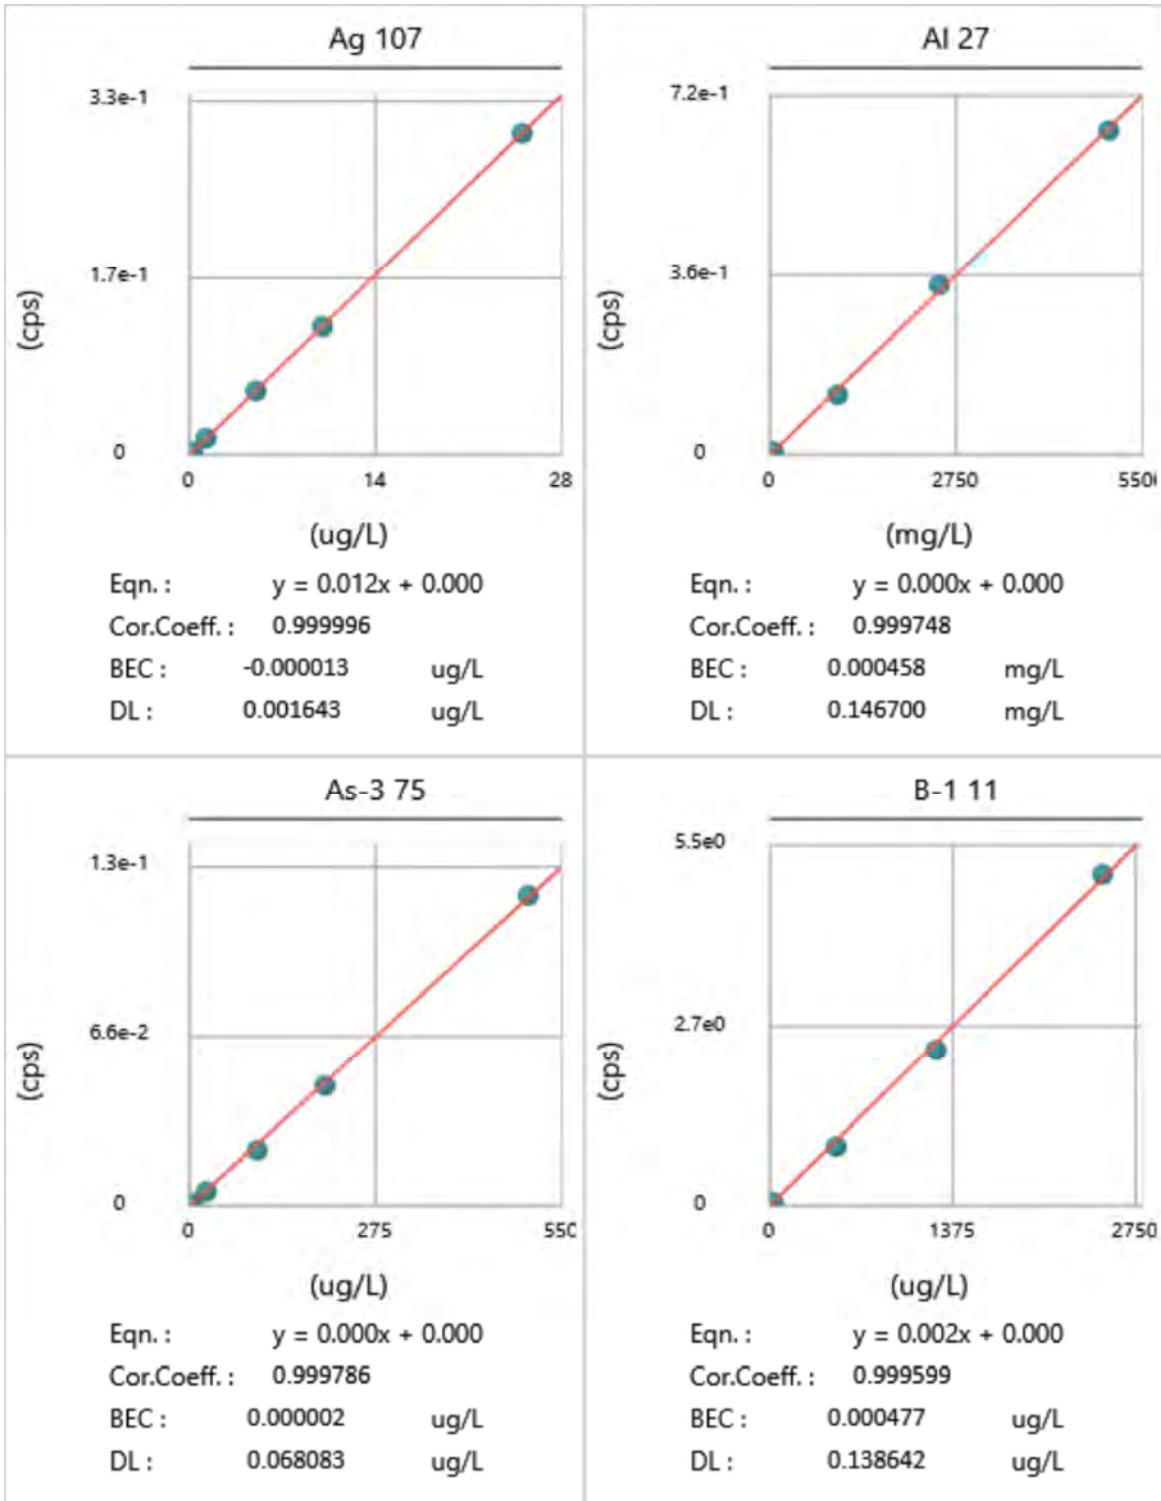 Ag 107
3.3e-1
1.7e-1
0
0 14 28
(cps)
(ug/L)
Eqn. : y = 0.012x + 0.000
Cor.Coeff. : 0.999996
BEC : -0.000013 ug/L
DL : 0.001643 ug/L
Al 27
7.2e-1
3.6e-1
0
0 2750 550
(cps)
(mg/L)
Eqn. : y = 0.000x + 0.000
Cor.Coeff. : 0.999748
BEC : 0.000458 mg/L
DL : 0.146700 mg/L
As-3 75
1.3e-1
6.6e-2
0
0 275 550
(cps)
(ug/L)
Eqn. : y = 0.000x + 0.000
Cor.Coeff. : 0.999786
BEC : 0.000002 ug/L
DL : 0.068083 ug/L
B-1 11
5.5e0
2.7e0
0
0 1375 2750
(cps)
(ug/L)
Eqn. : y = 0.002x + 0.000
Cor.Coeff. : 0.999599
BEC : 0.000477 ug/L
DL : 0.138642 ug/L